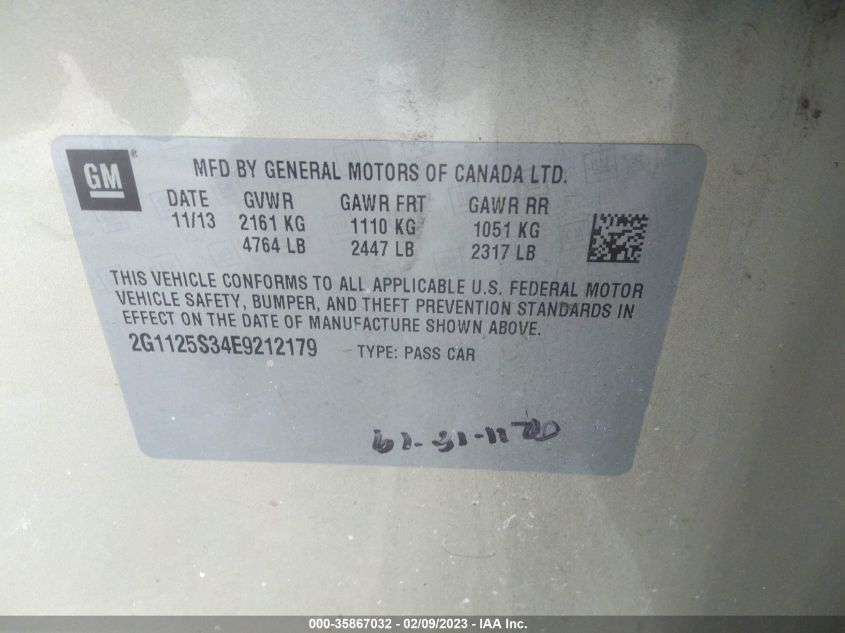 GM
MFD BY GENERAL MOTORS OF CANADA LTD.
DATE GVWR GAWR FRT GAWR RR
11/13 2161 KG 1110 KG 1051 KG
4764 LB 2447 LB 2317 LB
THIS VEHICLE CONFORMS TO ALL APPLICABLE U.S. FEDERAL MOTOR
VEHICLE SAFETY, BUMPER, AND THEFT PREVENTION STANDARDS IN
EFFECT ON THE DATE OF MANUFACTURE SHOWN ABOVE.
2G1125S34E9212179 TYPE: PASS CAR
000-35867032 - 02/09/2023 - IAA Inc.